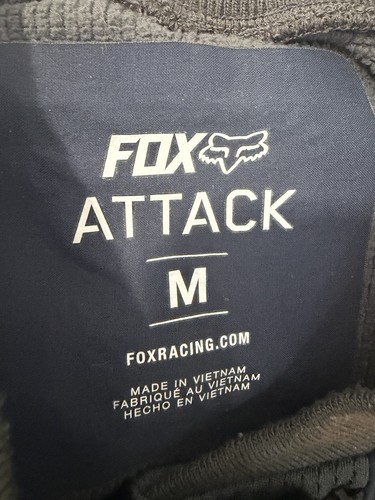 FOX
ATTACK
M
FOXRACING.COM
MADE IN VIETNAM
FABRIQUÉ AU VIETNAM
HECHO EN VIETNAM